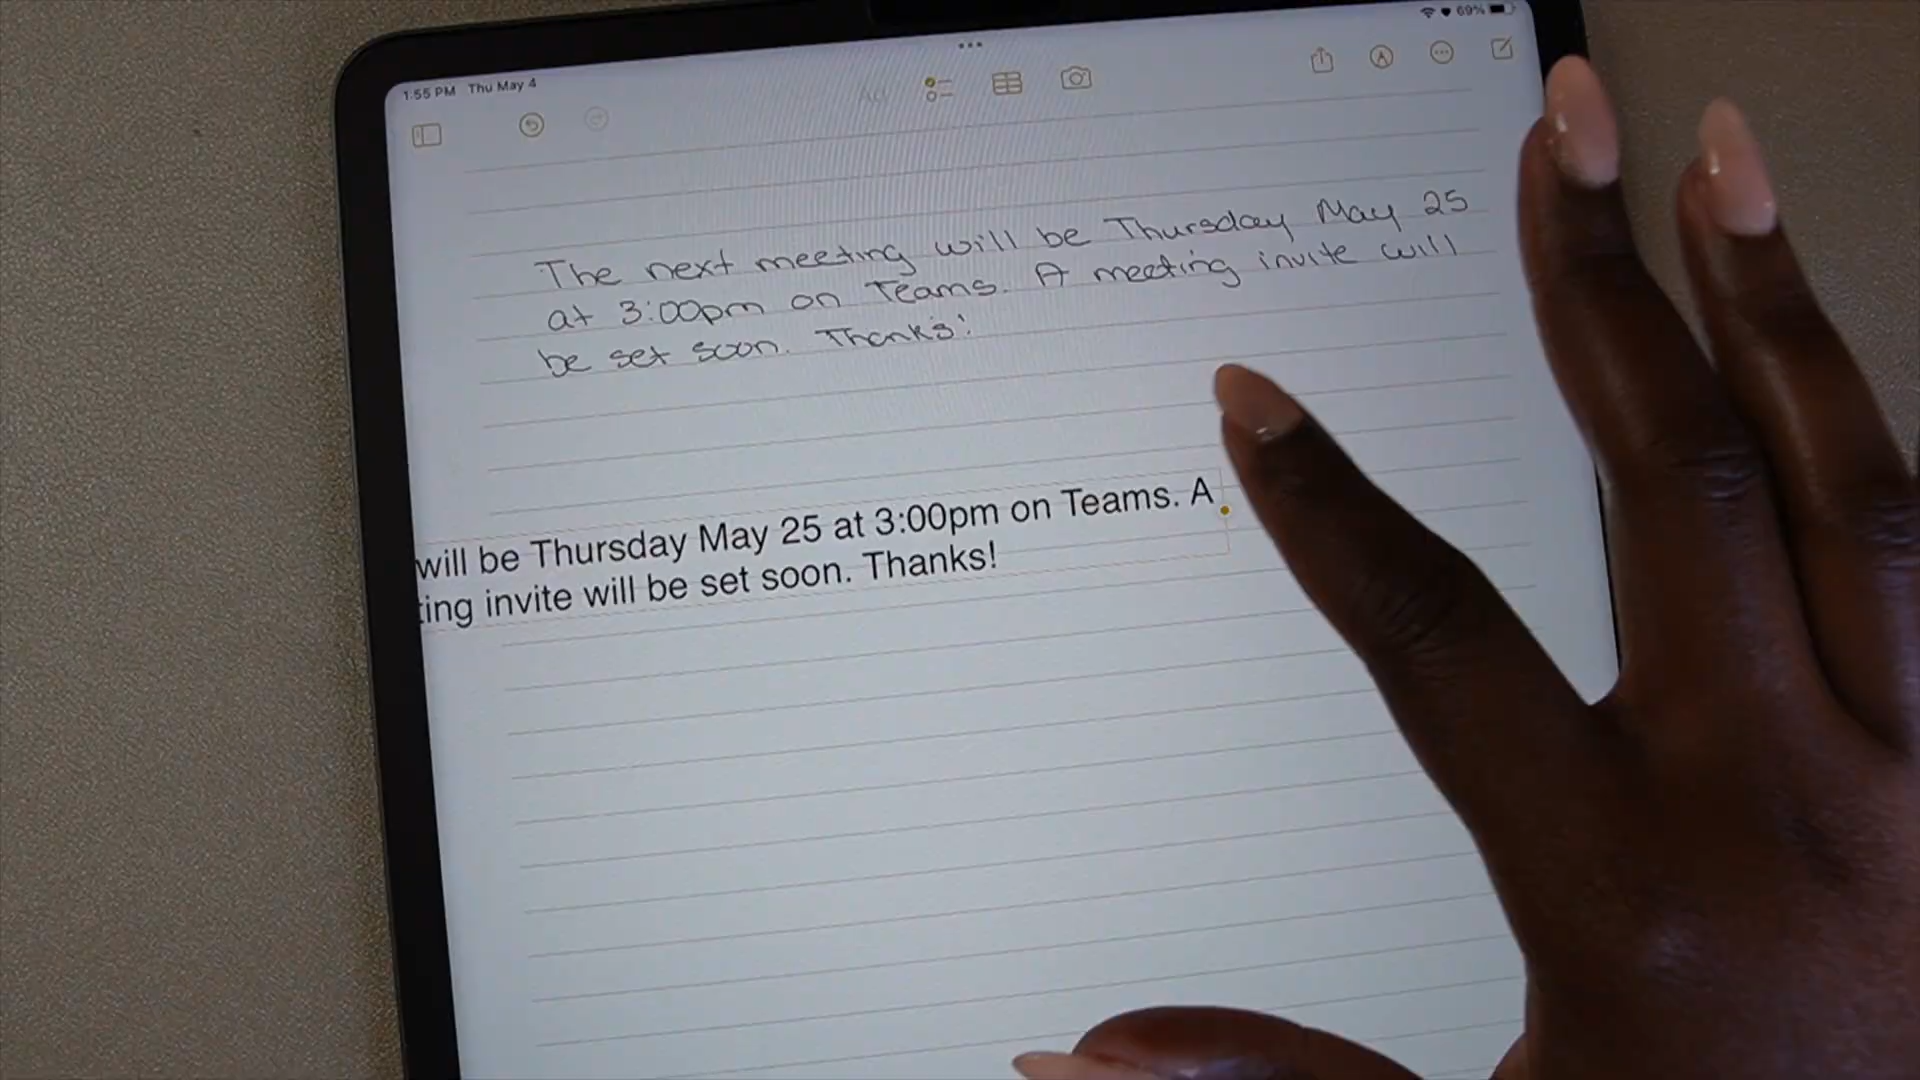 1:55 PM Thu May 4
69%
The next meeting will be Thursday May 25
at 3:00pm on Teams. A meeting invite will
be set soon. Thanks!
will be Thursday May 25 at 3:00pm on Teams. A
ting invite will be set soon. Thanks!